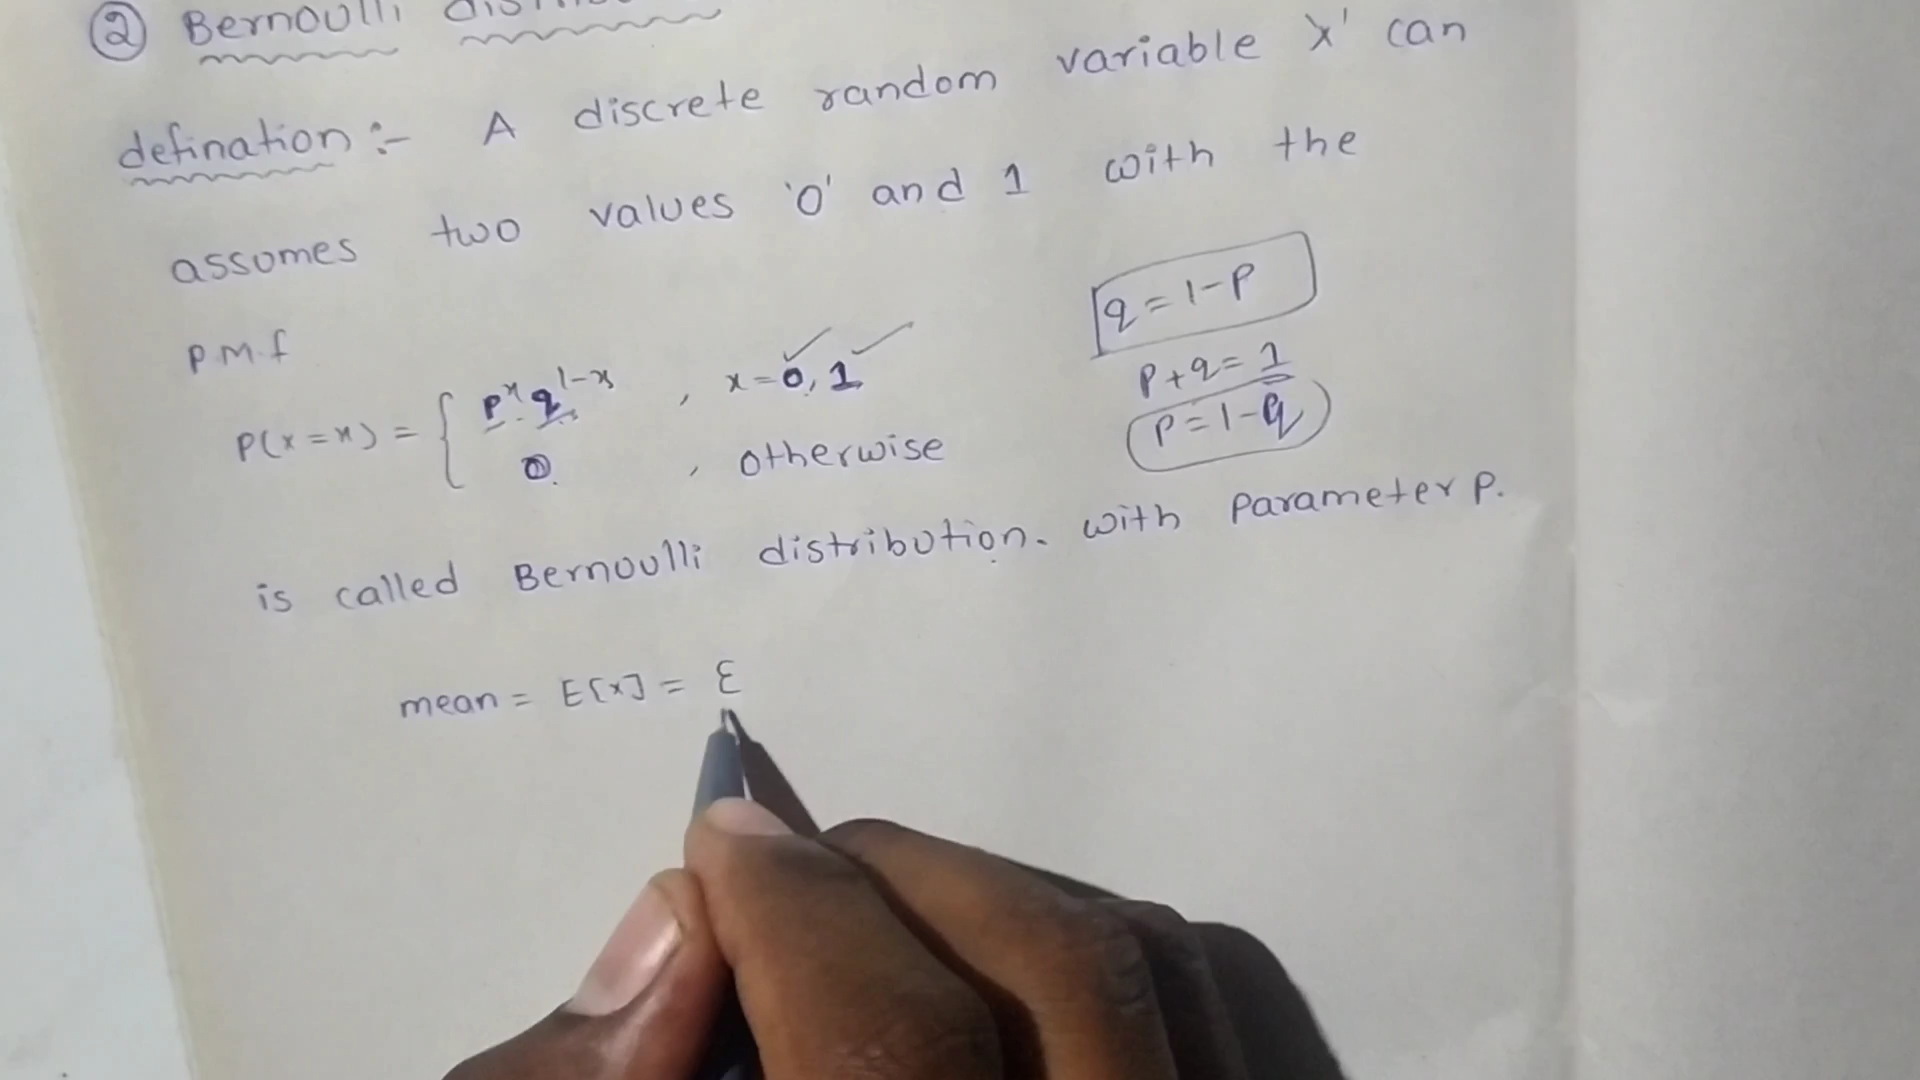 ② Bernoulli
defination :- A discrete random variable 'X' can
assumes two values '0' and 1 with the
P.M.f
P(x=x) = { p^x q^1-x , x=0, 1
0 , otherwise
q = 1-P
P+q = 1
P = 1-q
is called Bernoulli distribution. with parameter P.
mean = E[x] = Σ